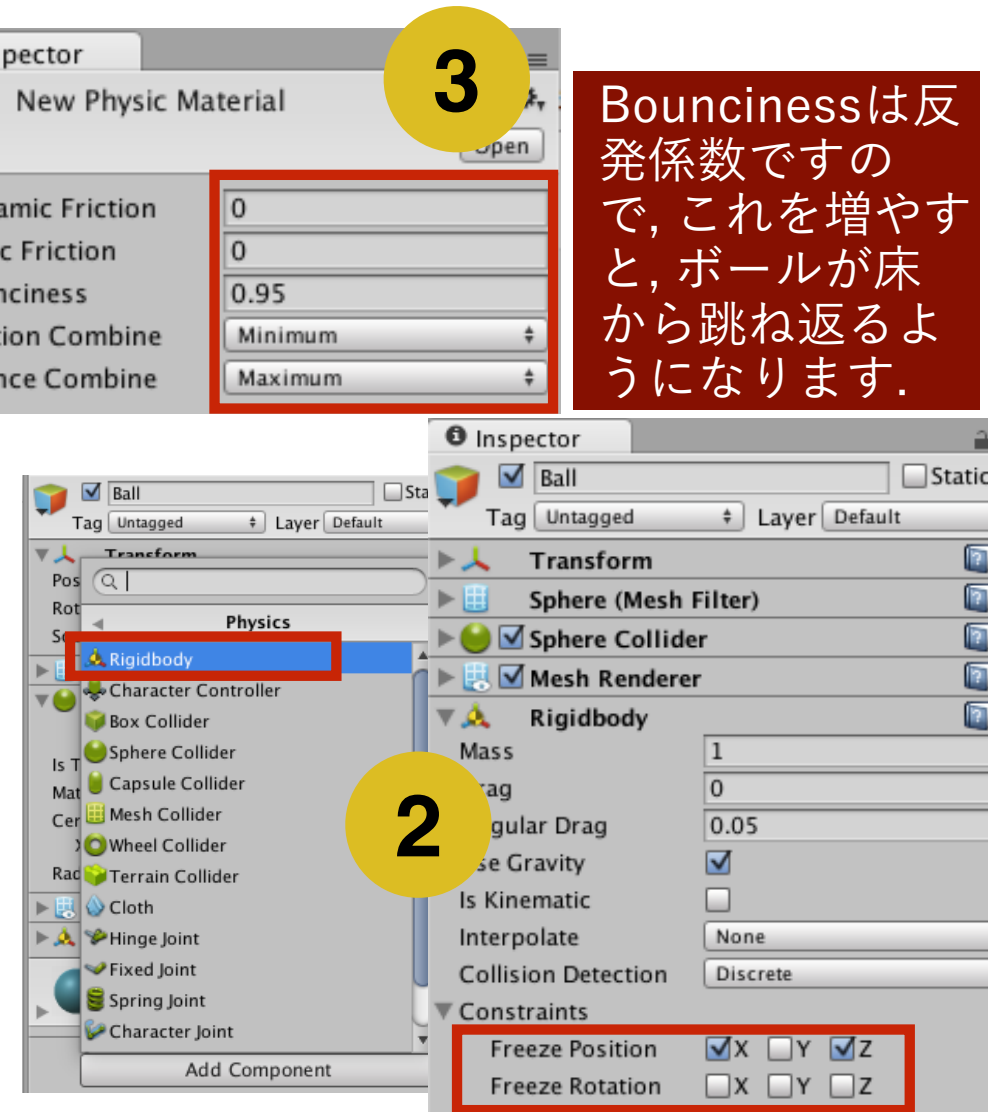 pector
3
New Physic Material
Open
amic Friction
0
c Friction
0
nciness
0.95
tion Combine
Minimum
nce Combine
Maximum
Bouncinessは反
発係数ですの
で, これを増やす
と, ボールが床
から跳ね返るよ
うになります.
Ball
Sta
Tag Untagged Layer Default
Transform
Pos
Rot
Physics
Rigidbody
Character Controller
Box Collider
Sphere Collider
Is T
Capsule Collider
Mat
Mesh Collider
Cer
Wheel Collider
Rad
Terrain Collider
Cloth
Hinge Joint
Fixed Joint
Spring Joint
Character Joint
Add Component
2
Inspector
Ball Static
Tag Untagged Layer Default
Transform
Sphere (Mesh Filter)
Sphere Collider
Mesh Renderer
Rigidbody
Mass 1
rag 0
gular Drag 0.05
se Gravity
Is Kinematic
Interpolate None
Collision Detection Discrete
Constraints
Freeze Position X Y Z
Freeze Rotation X Y Z